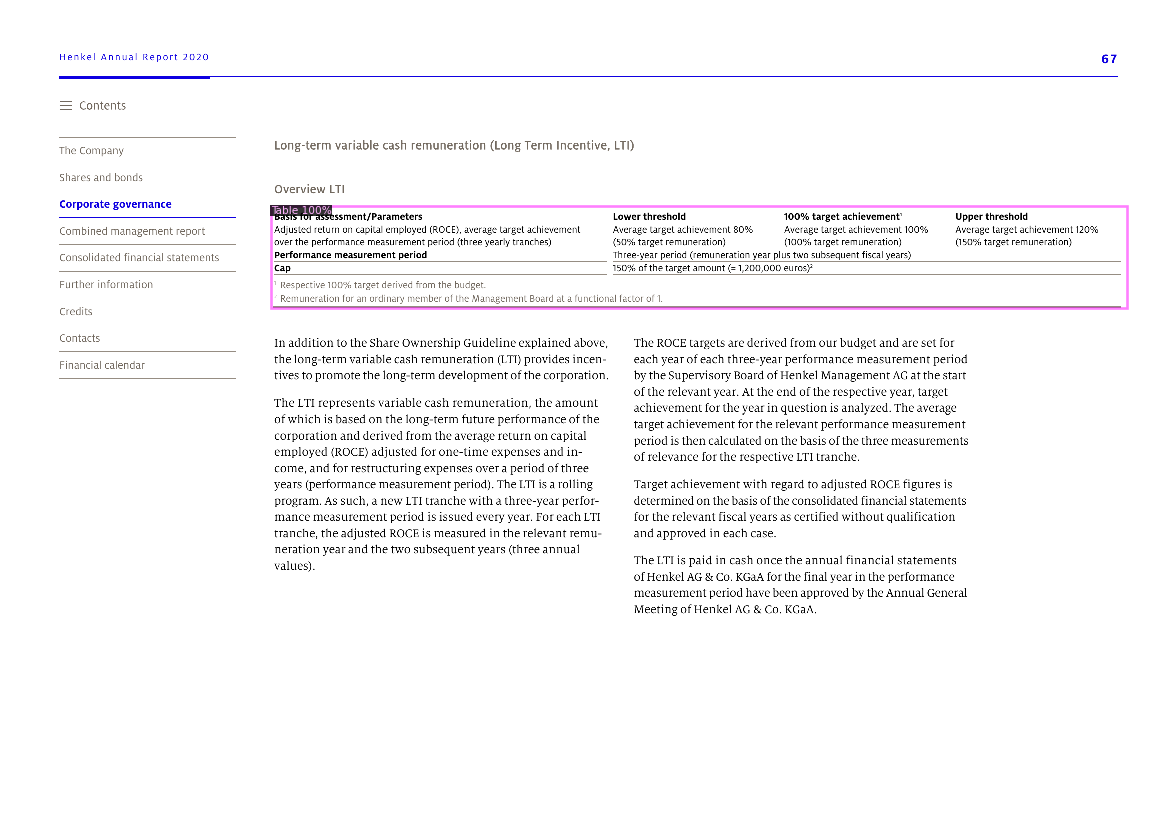 Henkel Annual Report 2020
67
Contents
The Company
Shares and bonds
Corporate governance
Combined management report
Consolidated financial statements
Further information
Credits
Contacts
Financial calendar
Long-term variable cash remuneration (Long Term Incentive, LTI)
Overview LTI
Table 100%
Basis for assessment/Parameters Lower threshold 100% target achievement¹ Upper threshold
Adjusted return on capital employed (ROCE), average target achievement Average target achievement 80% Average target achievement 100% Average target achievement 120%
over the performance measurement period (three yearly tranches) (50% target remuneration) (100% target remuneration) (150% target remuneration)
Performance measurement period Three-year period (remuneration year plus two subsequent fiscal years)
Cap 150% of the target amount (= 1,200,000 euros)²
¹ Respective 100% target derived from the budget.
Remuneration for an ordinary member of the Management Board at a functional factor of 1.
In addition to the Share Ownership Guideline explained above,
the long-term variable cash remuneration (LTI) provides incen-
tives to promote the long-term development of the corporation.
The LTI represents variable cash remuneration, the amount
of which is based on the long-term future performance of the
corporation and derived from the average return on capital
employed (ROCE) adjusted for one-time expenses and in-
come, and for restructuring expenses over a period of three
years (performance measurement period). The LTI is a rolling
program. As such, a new LTI tranche with a three-year perfor-
mance measurement period is issued every year. For each LTI
tranche, the adjusted ROCE is measured in the relevant remu-
neration year and the two subsequent years (three annual
values).
The ROCE targets are derived from our budget and are set for
each year of each three-year performance measurement period
by the Supervisory Board of Henkel Management AG at the start
of the relevant year. At the end of the respective year, target
achievement for the year in question is analyzed. The average
target achievement for the relevant performance measurement
period is then calculated on the basis of the three measurements
of relevance for the respective LTI tranche.
Target achievement with regard to adjusted ROCE figures is
determined on the basis of the consolidated financial statements
for the relevant fiscal years as certified without qualification
and approved in each case.
The LTI is paid in cash once the annual financial statements
of Henkel AG & Co. KGaA for the final year in the performance
measurement period have been approved by the Annual General
Meeting of Henkel AG & Co. KGaA.